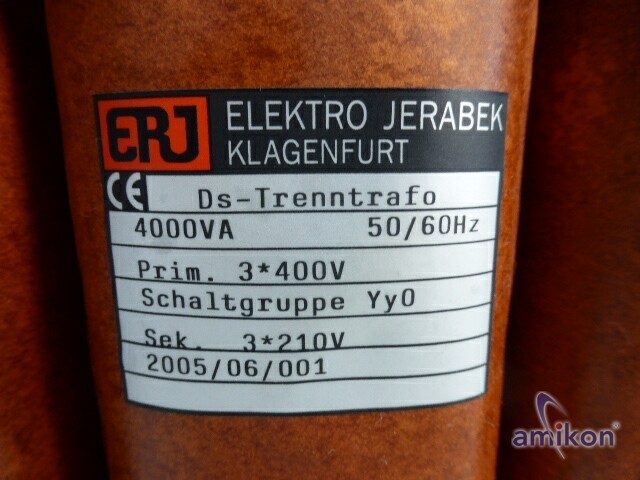 ERJ ELEKTRO JERABEK
KLAGENFURT
CE Ds-Trenntrafo
4000VA 50/60Hz
Prim. 3*400V
Schaltgruppe Yy0
Sek. 3*210V
2005/06/001
amikon